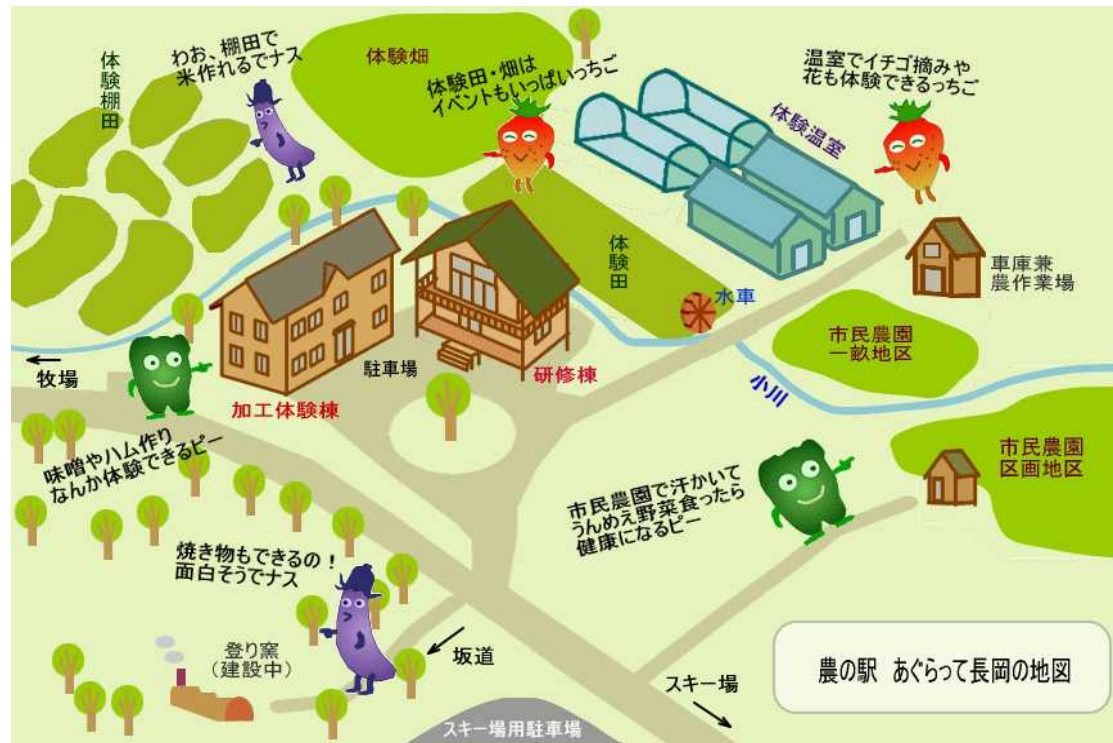 体験棚田
わお、棚田で
米作れるでナス
体験畑
体験田・畑は
イベントもいっぱいっちご
温室でイチゴ摘みや
花も体験できるっちご
体験温室
体験田
水車
車庫兼
農作業場
市民農園
一畝地区
小川
牧場
駐車場
研修棟
加工体験棟
味噌やハム作り
なんか体験できるピー
市民農園
区画地区
市民農園で汗かいて
うんめえ野菜食ったら
健康になるピー
焼き物もできるの！
面白そうでナス
登り窯
（建設中）
坂道
スキー場
農の駅 あぐらって長岡の地図
スキー場用駐車場